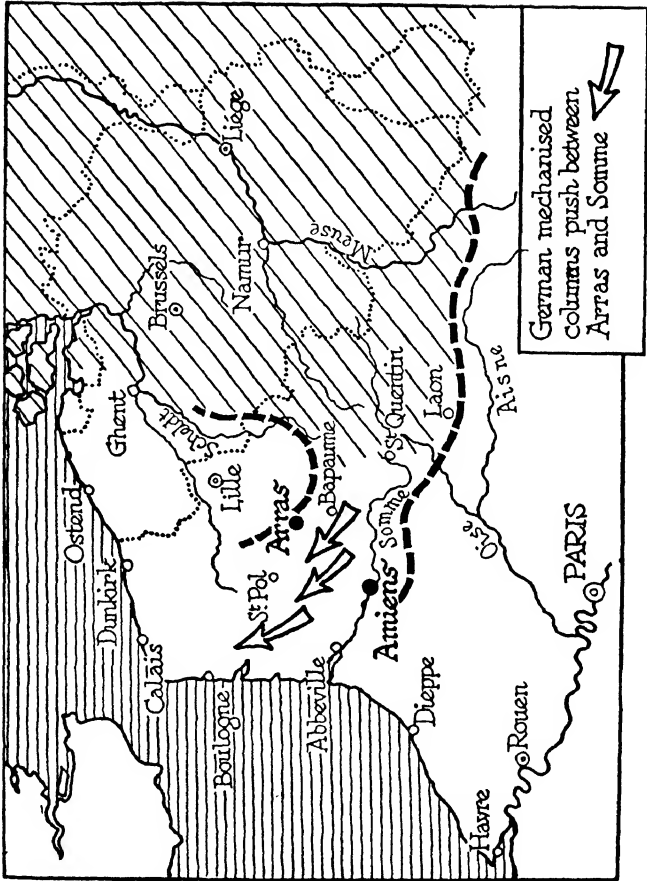 Ostend
Dunkirk
Calais
Ghent
Brussels
Liége
Scheldt
Lille
Boulogne
St Pol
Arras
Bapaume
Namur
Meuse
Abbeville
Somme
St Quentin
Amiens
Laon
Dieppe
Aisne
Oise
Havre
Rouen
PARIS
German mechanised
columns push between
Arras and Somme